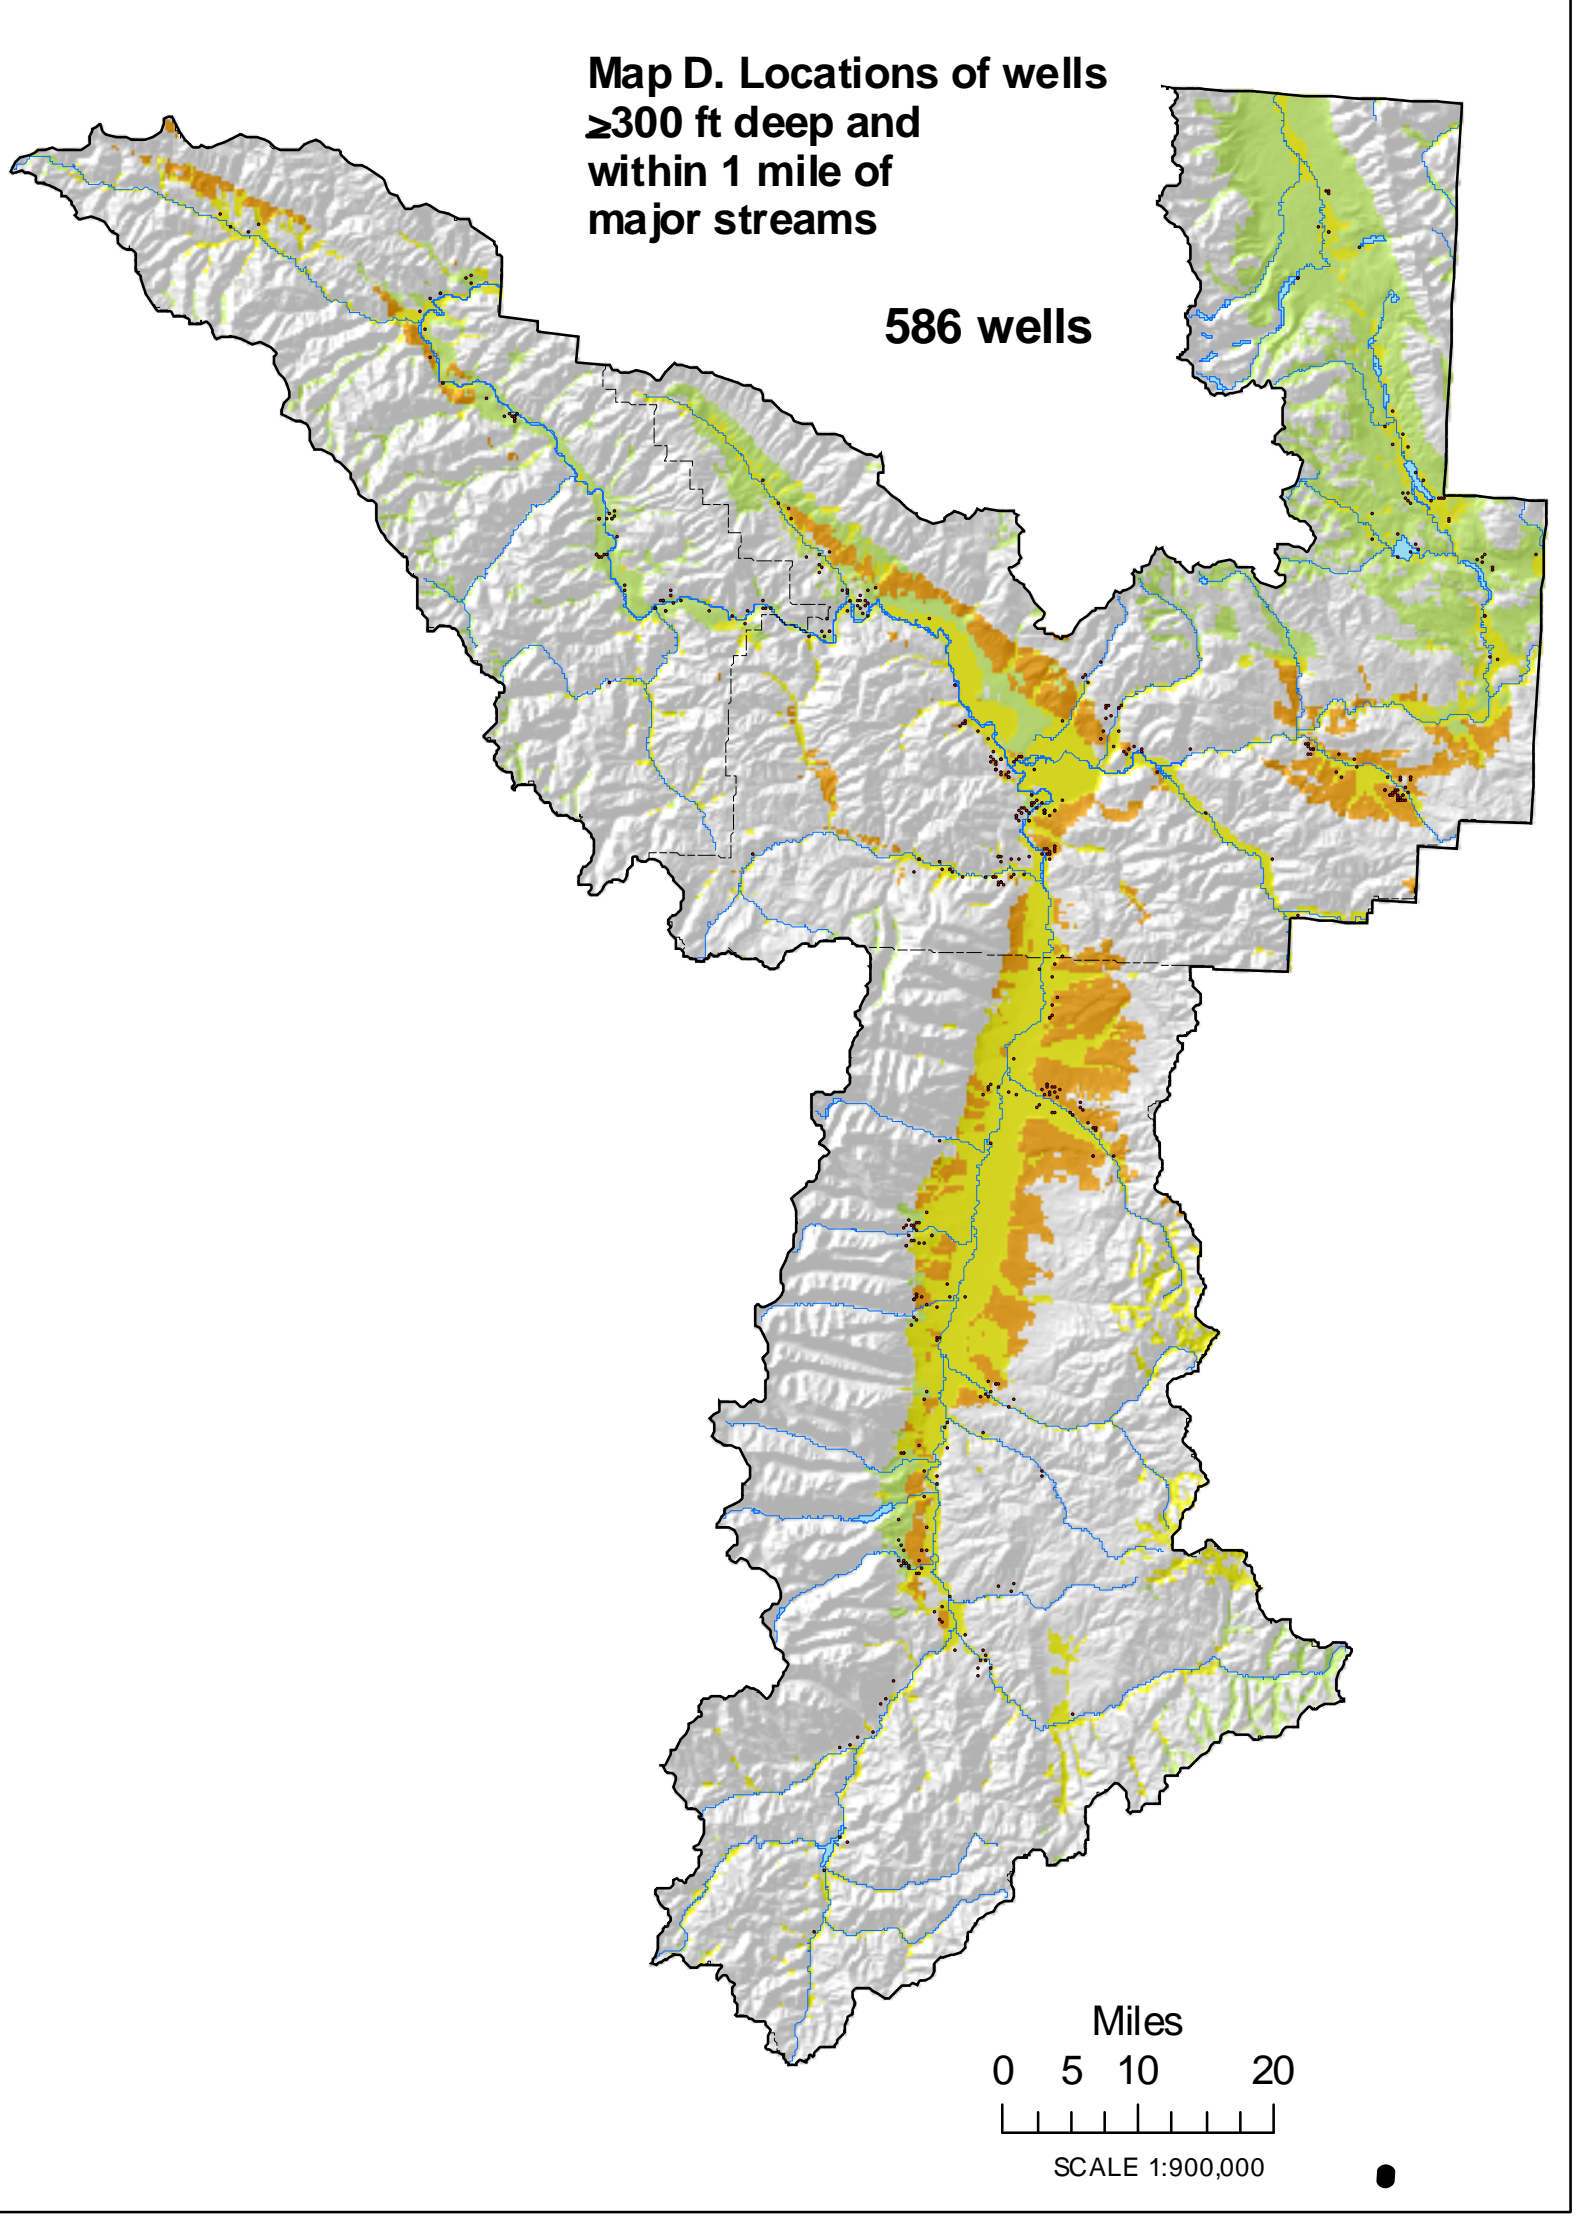 Map D. Locations of wells
≥300 ft deep and
within 1 mile of
major streams
586 wells
Miles
0 5 10 20
SCALE 1:900,000